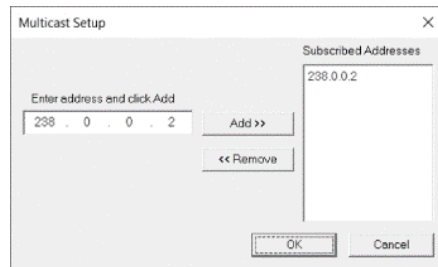 Multicast Setup
Subscribed Addresses
238.0.0.2
Enter address and click Add
238 . 0 . 0 . 2
Add >>
<< Remove
OK
Cancel